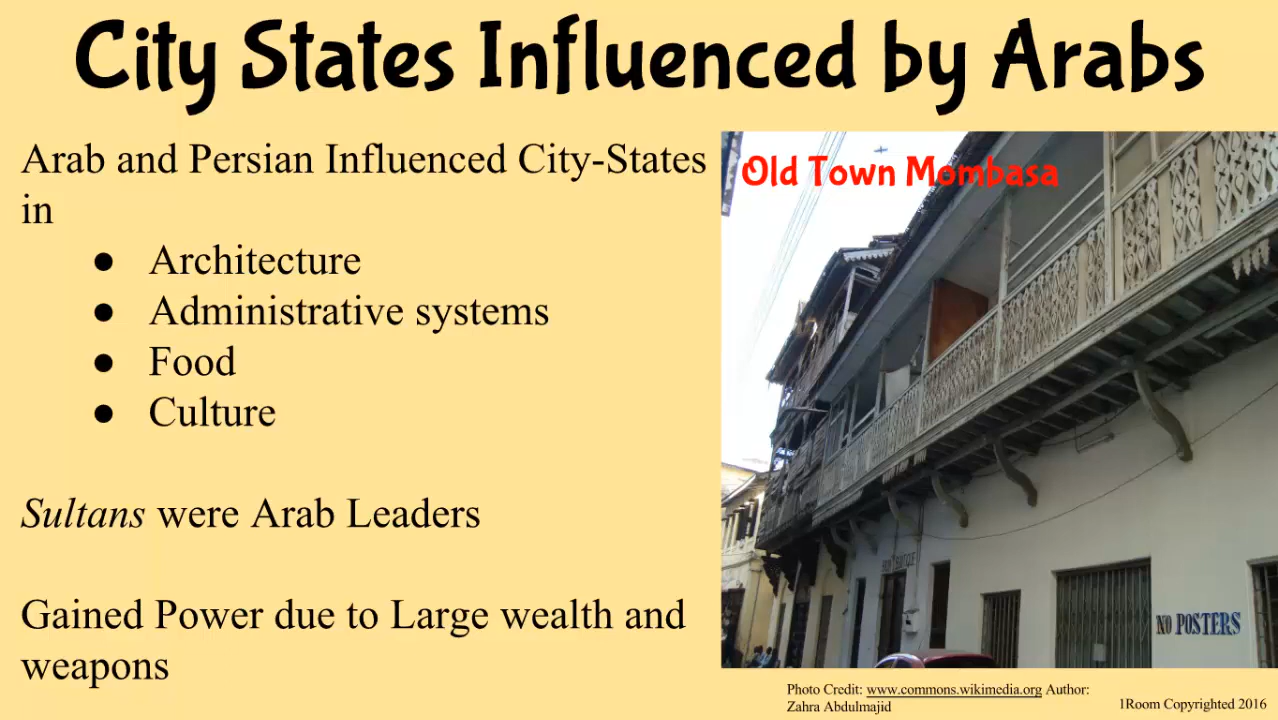 City States Influenced by Arabs
Arab and Persian Influenced City-States
in
● Architecture
● Administrative systems
● Food
● Culture
Sultans were Arab Leaders
Gained Power due to Large wealth and
weapons
Old Town Mombasa
NO POSTERS
Photo Credit: www.commons.wikimedia.org Author:
Zahra Abdulmajid
1Room Copyrighted 2016